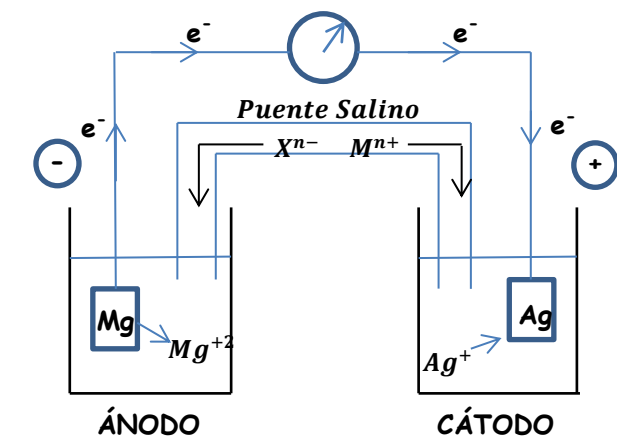 e⁻ e⁻
Puente Salino
e⁻ e⁻
Xⁿ⁻ Mⁿ⁺
- +
Mg Ag
Mg⁺²
Ag⁺
ÁNODO CÁTODO